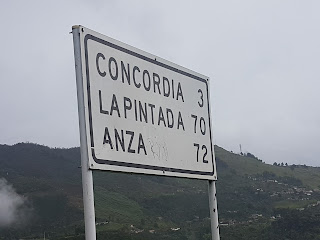 CONCORDIA 3
LAPINTADA 70
ANZA 72